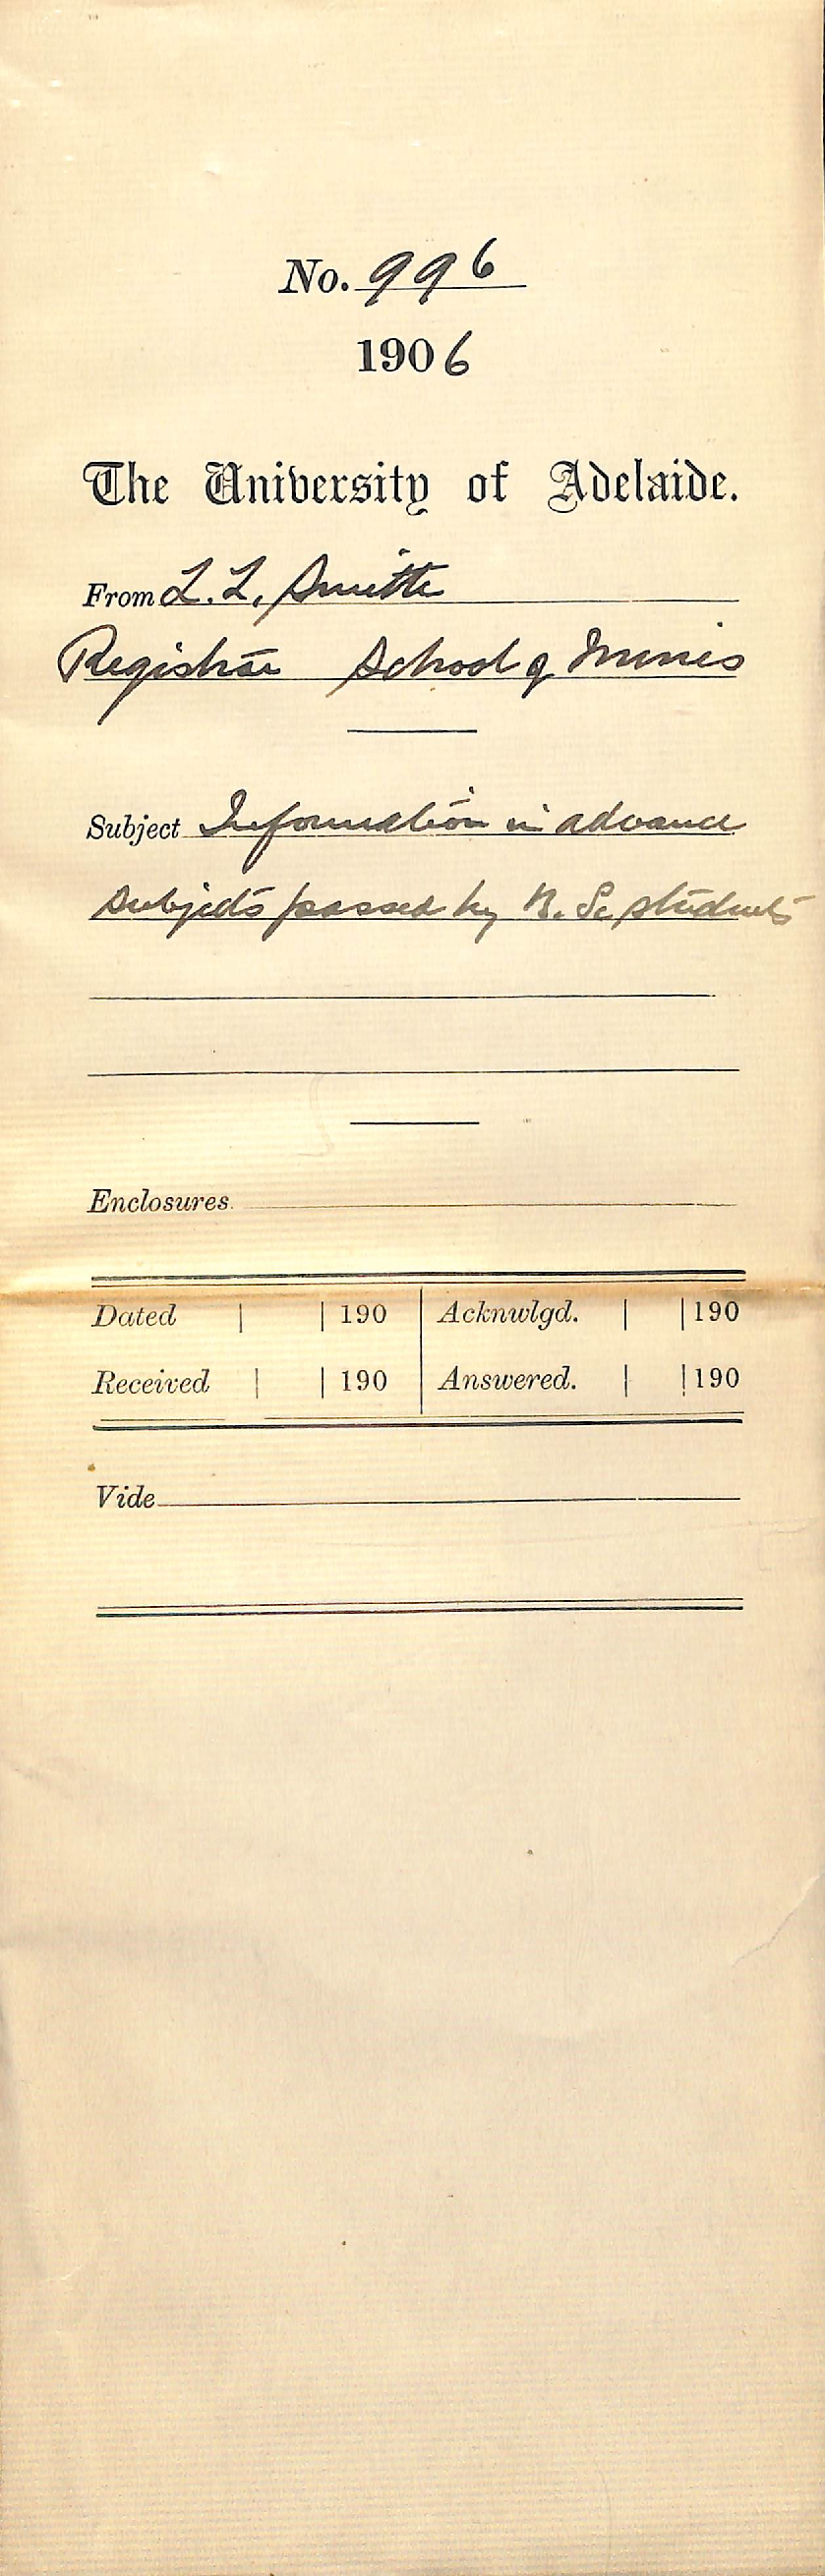 No. 996
1906
The University of Adelaide.
From L. L. Smith
Registrar School of Mines
Subject Information in advance
subjects passed by B. Sc students
Enclosures
Dated | | 190 | Acknwlgd. | | 190
Received | | 190 | Answered. | | 190
Vide